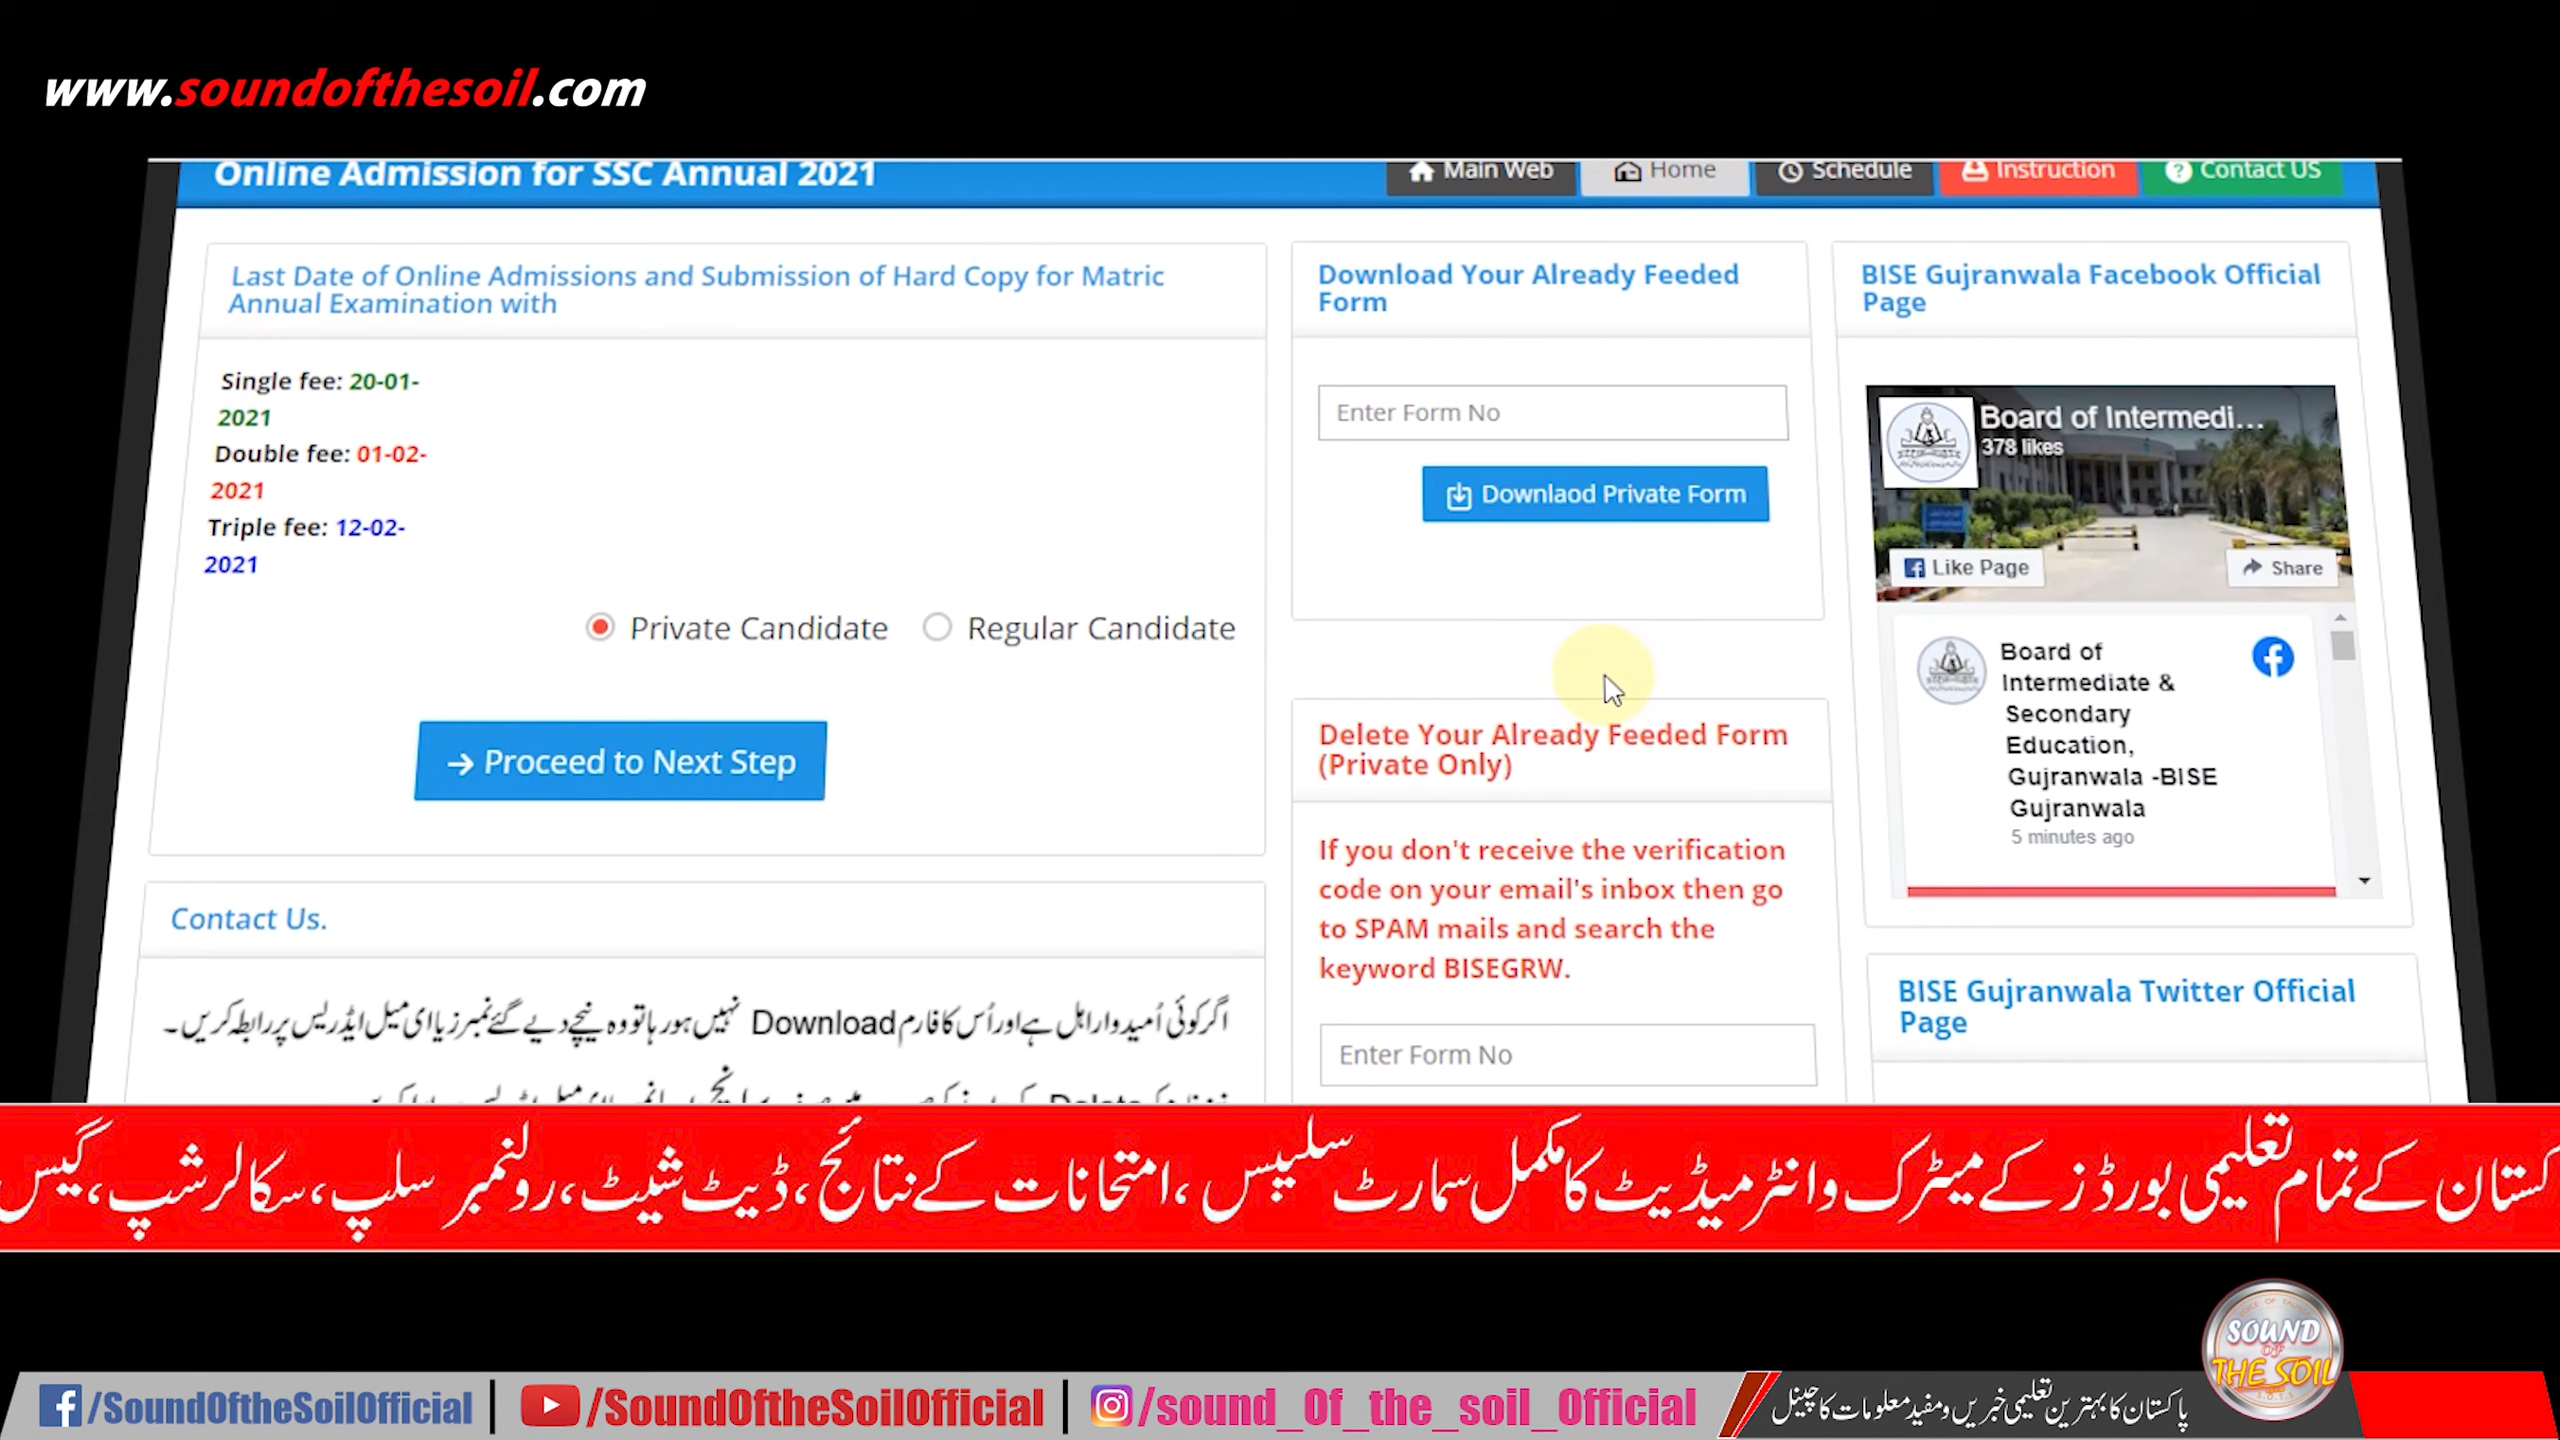 www.soundofthesoil.com
Online Admission for SSC Annual 2021
Main Web
Home
Schedule
Instruction
Contact US
Last Date of Online Admissions and Submission of Hard Copy for Matric
Annual Examination with
Single fee: 20-01-
2021
Double fee: 01-02-
2021
Triple fee: 12-02-
2021
Private Candidate
Regular Candidate
Proceed to Next Step
Contact Us.
اگر کوئی اُمیدوار اہل ہے اور اُس کا فارم Download نہیں ہو رہا تو وہ نیچے دیے گئے نمبرز یا ای میل ایڈریس پر رابطہ کریں۔
Download Your Already Feeded
Form
Enter Form No
Downlaod Private Form
Delete Your Already Feeded Form
(Private Only)
If you don't receive the verification
code on your email's inbox then go
to SPAM mails and search the
keyword BISEGRW.
Enter Form No
BISE Gujranwala Facebook Official
Page
Board of Intermedi...
378 likes
Like Page
Share
Board of
Intermediate &
Secondary
Education,
Gujranwala -BISE
Gujranwala
5 minutes ago
BISE Gujranwala Twitter Official
Page
کستان کے تمام تعلیمی بورڈز کے میٹرک و انٹرمیڈیٹ کا مکمل سمارٹ سلیبس، امتحانات کے نتائج، ڈیٹ شیٹ، رولنمبر سلپ، سکالرشپ، گیس
SOUND
OF
THE SOIL
/SoundOftheSoilOfficial
/SoundOftheSoilOfficial
/sound_Of_the_soil_Official
پاکستان کا بہترین تعلیمی خبریں و مفید معلومات کا چینل